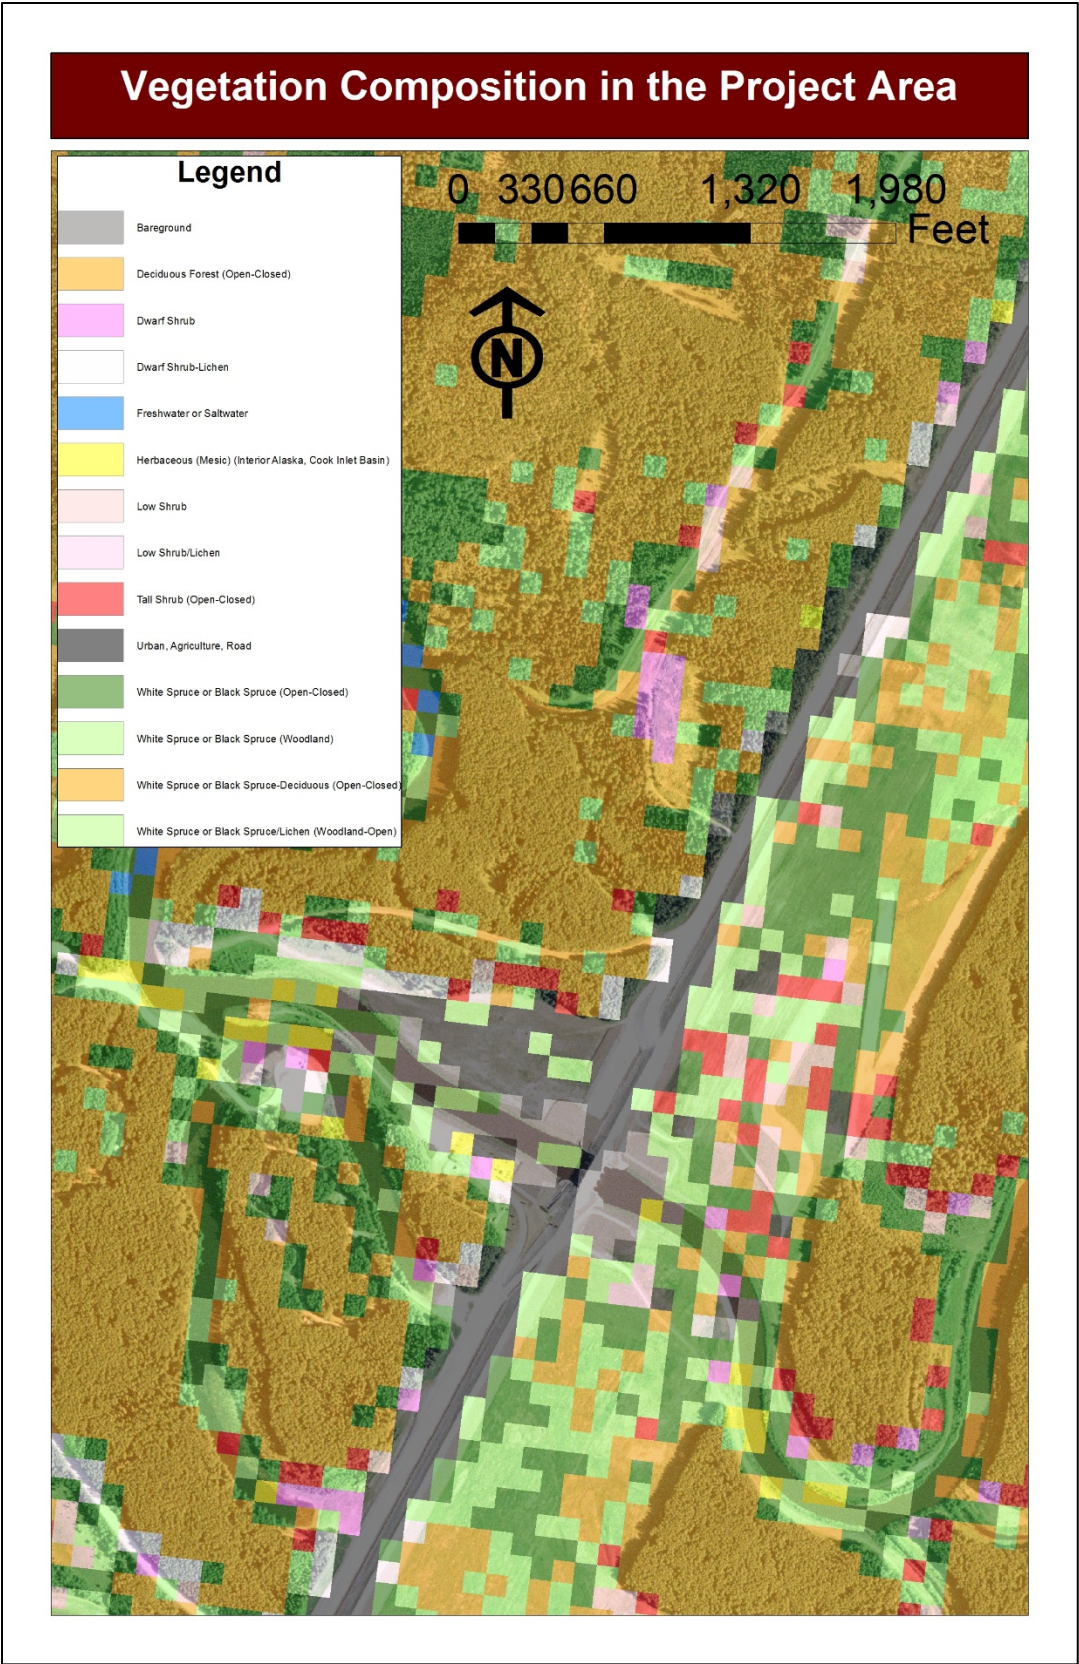 Vegetation Composition in the Project Area
Legend
Bareground
Deciduous Forest (Open-Closed)
Dwarf Shrub
Dwarf Shrub-Lichen
Freshwater or Saltwater
Herbaceous (Mesic) (Interior Alaska, Cook Inlet Basin)
Low Shrub
Low Shrub/Lichen
Tall Shrub (Open-Closed)
Urban, Agriculture, Road
White Spruce or Black Spruce (Open-Closed)
White Spruce or Black Spruce (Woodland)
White Spruce or Black Spruce-Deciduous (Open-Closed)
White Spruce or Black Spruce/Lichen (Woodland-Open)
0 330 660 1,320 1,980
Feet
N